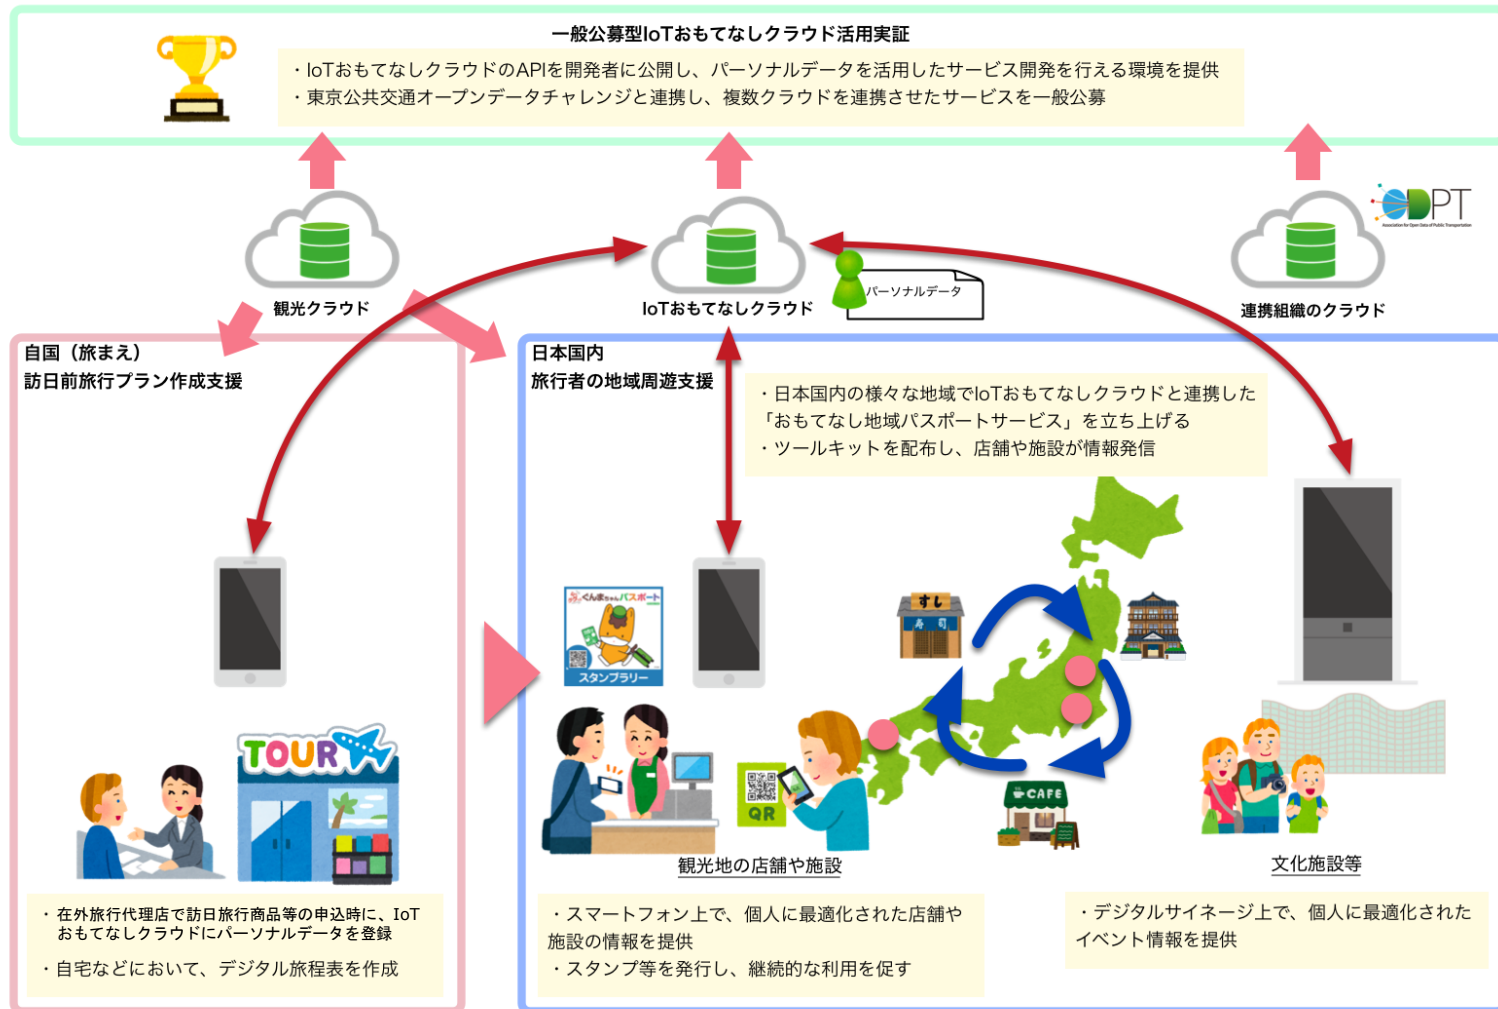 一般公募型IoTおもてなしクラウド活用実証
・IoTおもてなしクラウドのAPIを開発者に公開し、パーソナルデータを活用したサービス開発を行える環境を提供
・東京公共交通オープンデータチャレンジと連携し、複数クラウドを連携させたサービスを一般公募
ODPT
Association for Open Data of Public Transportation
観光クラウド
IoTおもてなしクラウド
パーソナルデータ
連携組織のクラウド
自国（旅まえ）
訪日前旅行プラン作成支援
日本国内
旅行者の地域周遊支援
・日本国内の様々な地域でIoTおもてなしクラウドと連携した
「おもてなし地域パスポートサービス」を立ち上げる
・ツールキットを配布し、店舗や施設が情報発信
ぐんまちゃんパスポート
スタンプラリー
すし
寿司
TOUR
QR
CAFE
観光地の店舗や施設
文化施設等
・在外旅行代理店で訪日旅行商品等の申込時に、IoT
おもてなしクラウドにパーソナルデータを登録
・自宅などにおいて、デジタル旅程表を作成
・スマートフォン上で、個人に最適化された店舗や
施設の情報を提供
・スタンプ等を発行し、継続的な利用を促す
・デジタルサイネージ上で、個人に最適化された
イベント情報を提供